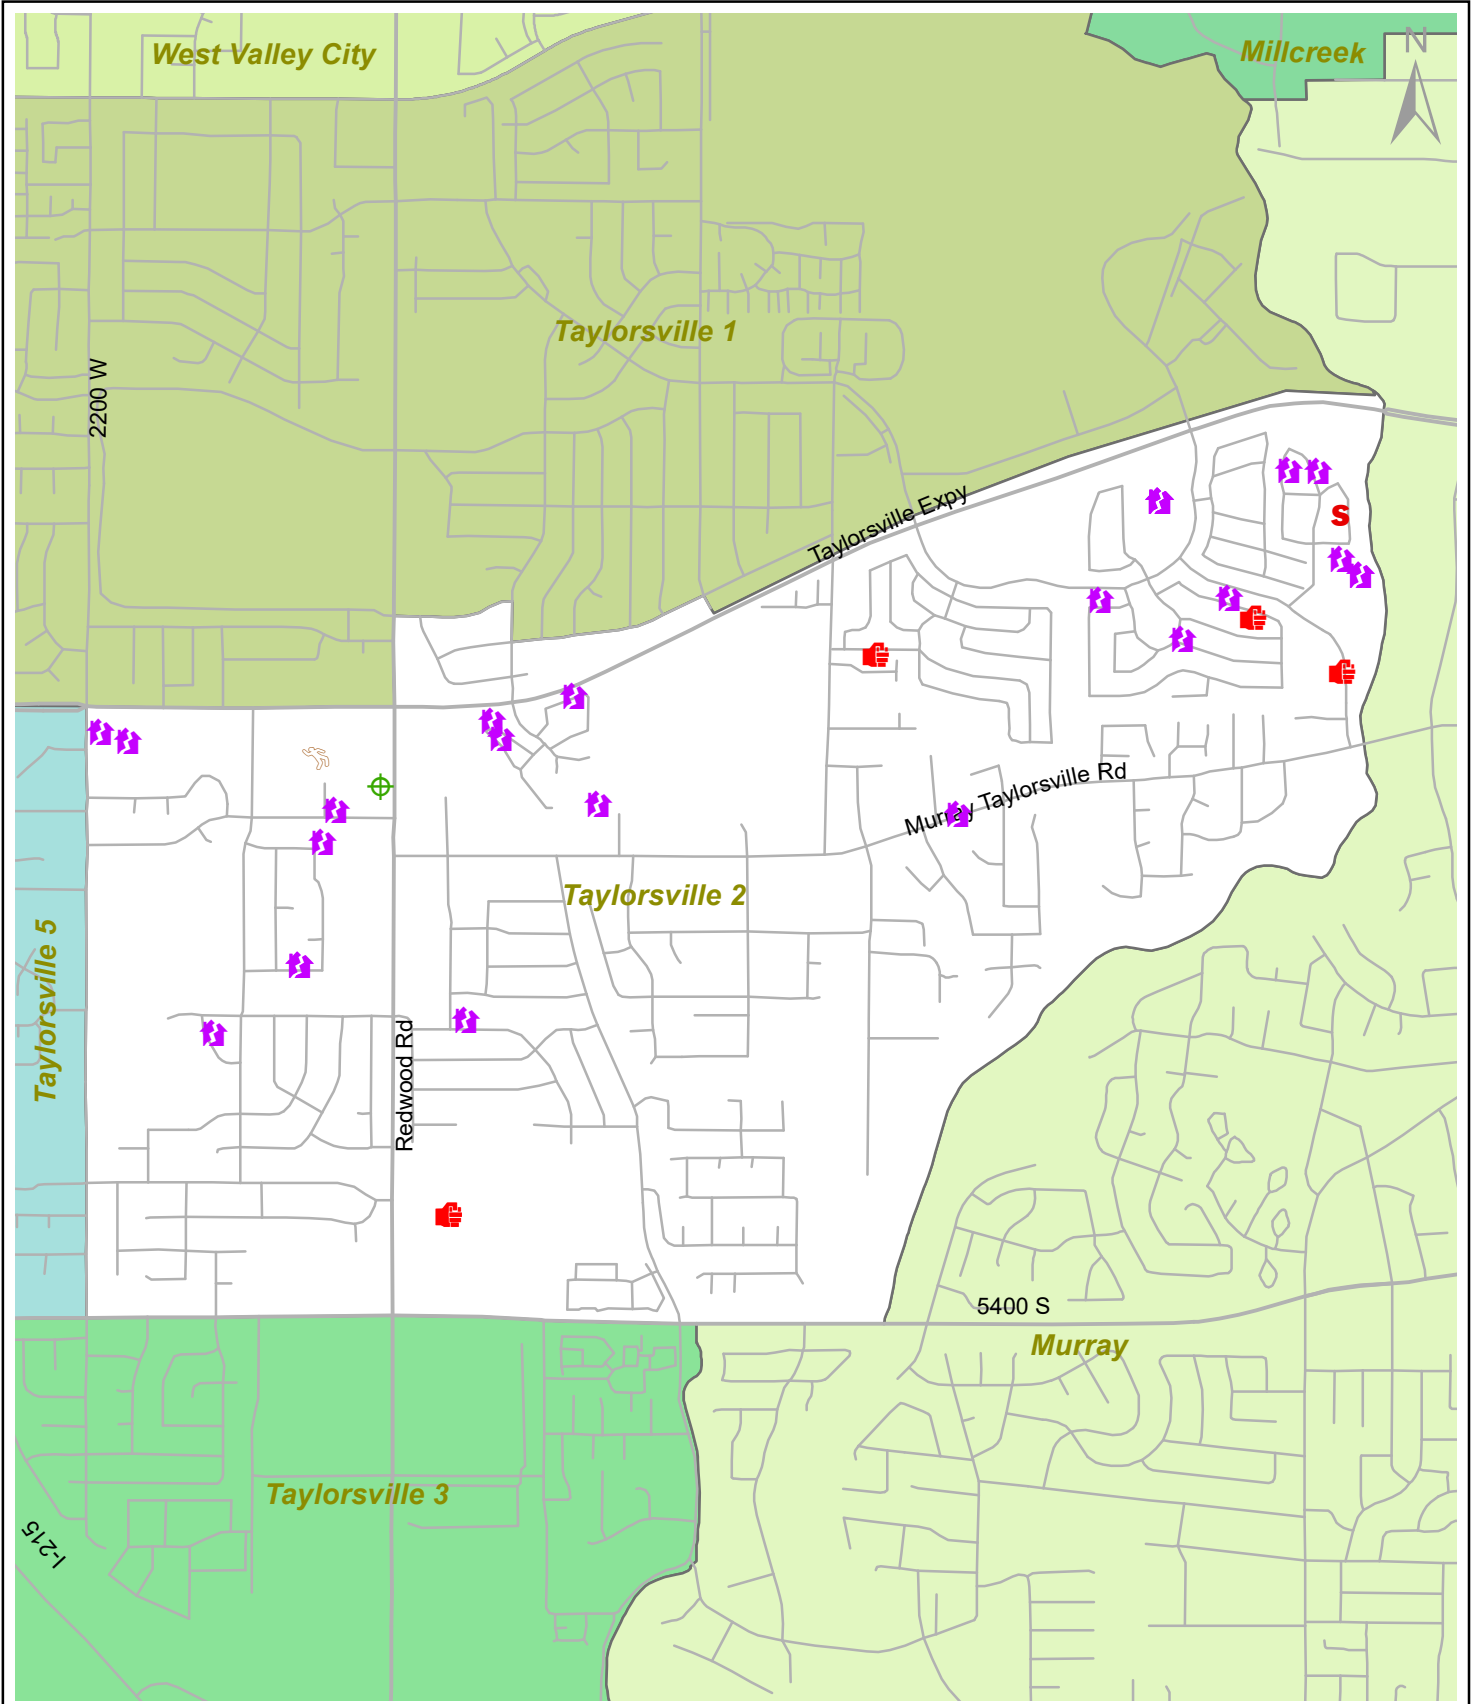 West Valley City
Millcreek
N
Taylorsville 1
2200 W
Taylorsville Expy
S
Murray Taylorsville Rd
Taylorsville 2
Taylorsville 5
Redwood Rd
5400 S
Murray
Taylorsville 3
I-215